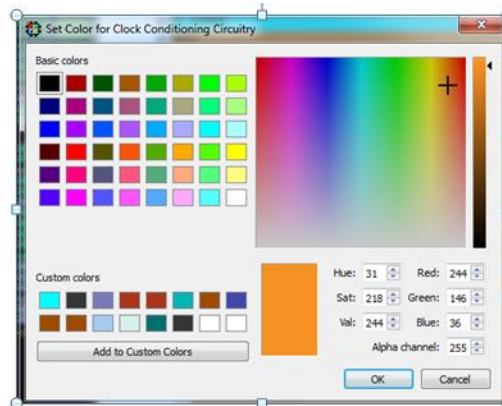 Set Color for Clock Conditioning Circuitry
Basic colors
Custom colors
Add to Custom Colors
Hue: 31 Red: 244
Sat: 218 Green: 146
Val: 244 Blue: 36
Alpha channel: 255
OK Cancel